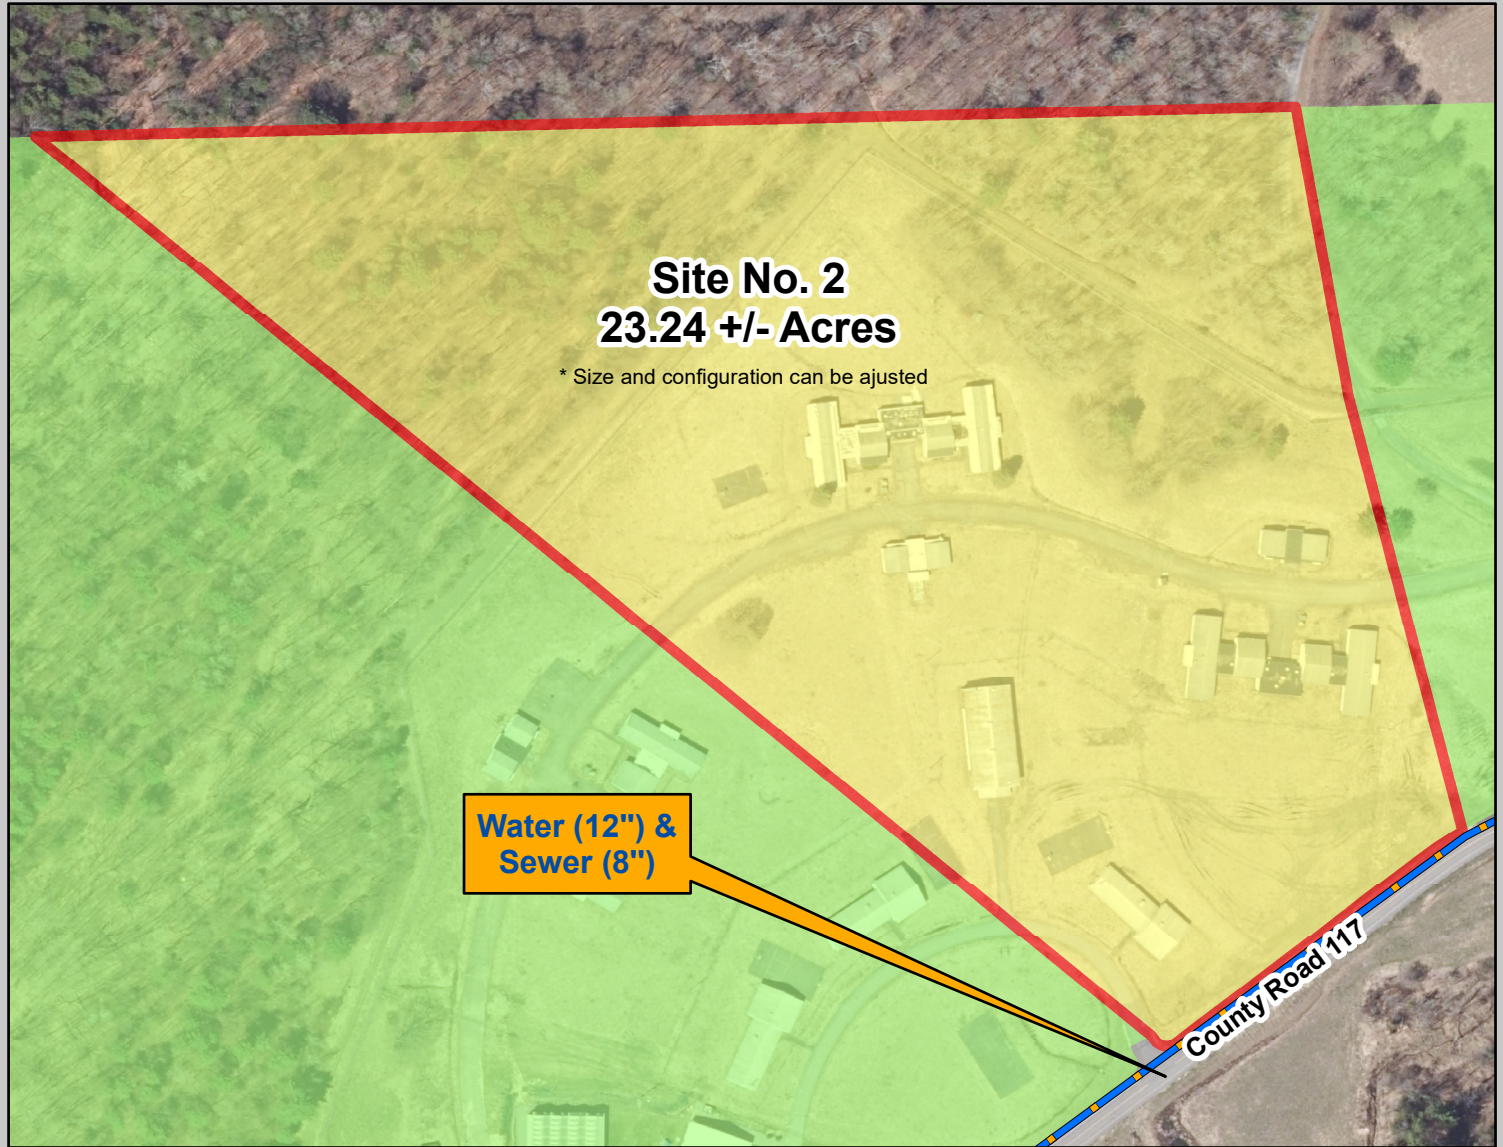 Site No. 2
23.24 +/- Acres
* Size and configuration can be ajusted
Water (12") &
Sewer (8")
County Road 117